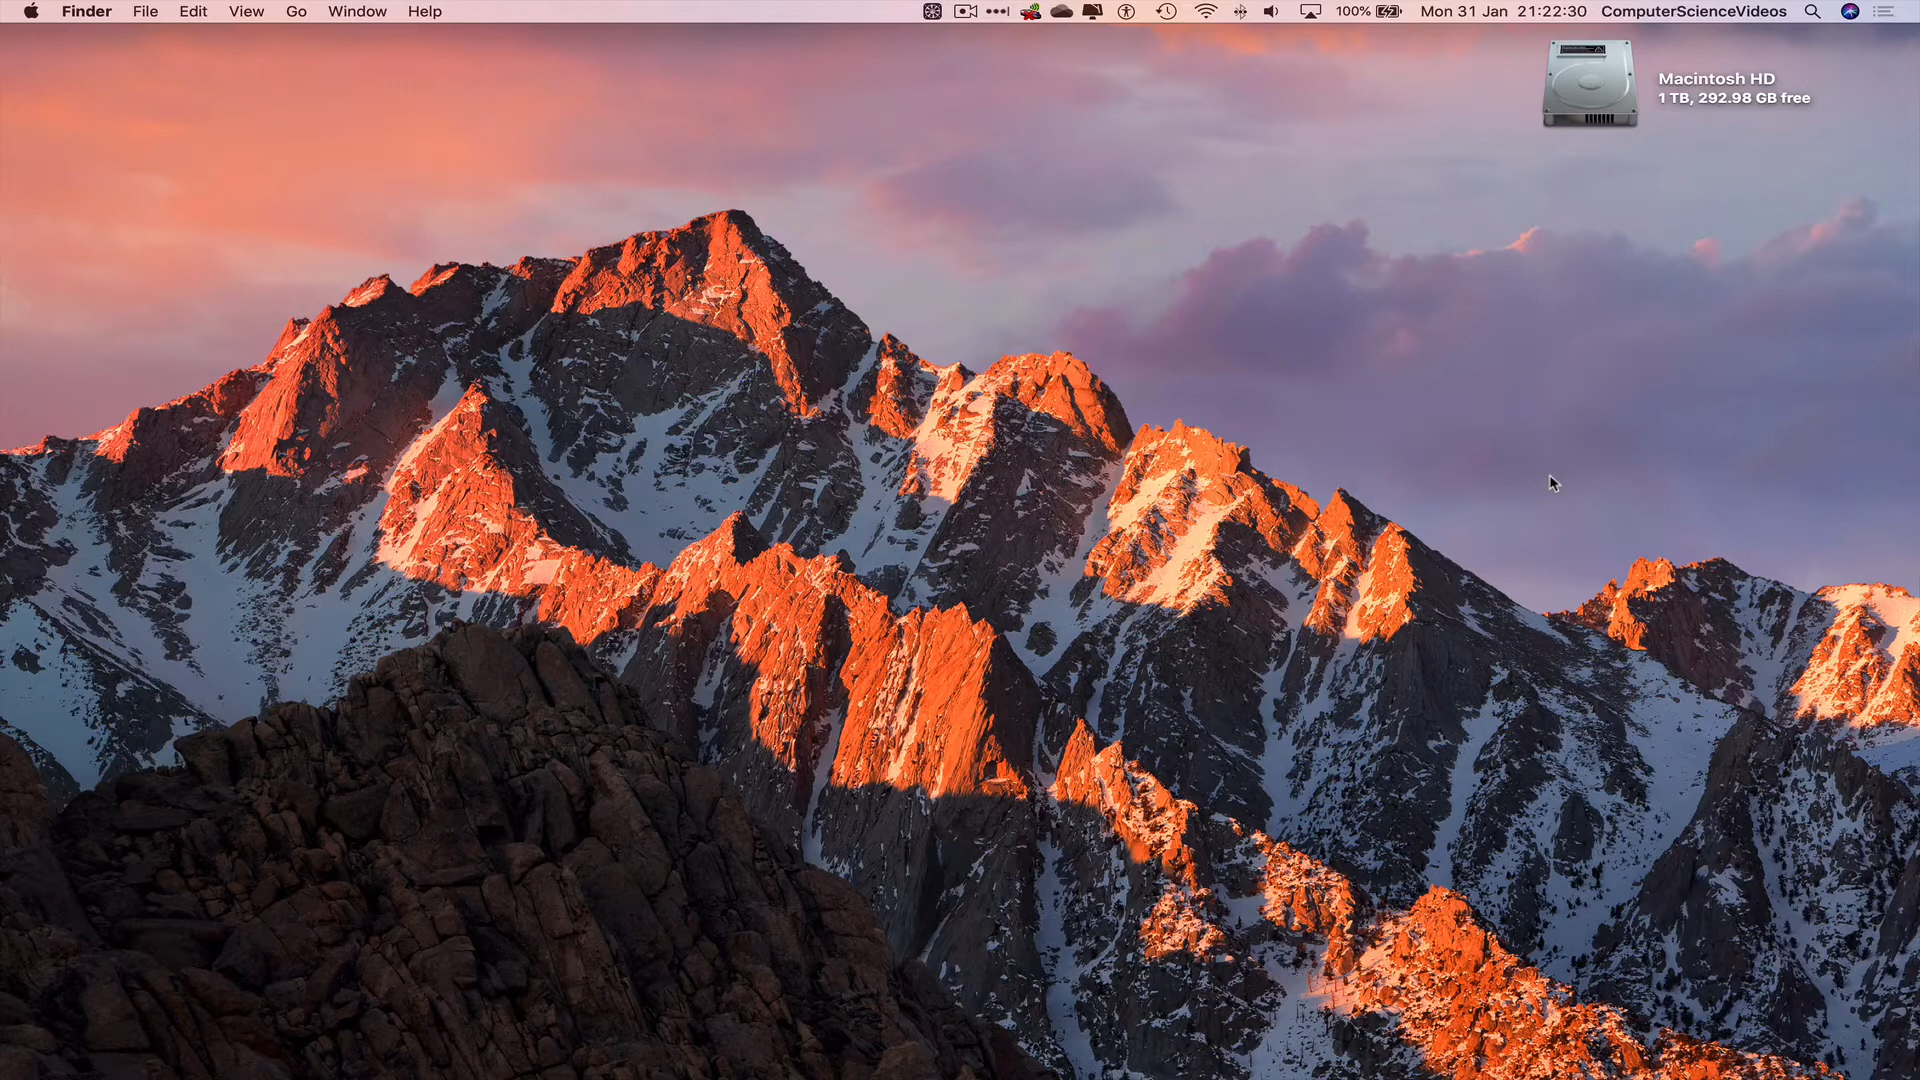 Finder File Edit View Go Window Help 100% Mon 31 Jan 21:22:30 ComputerScienceVideos
Macintosh HD
1 TB, 292.98 GB free